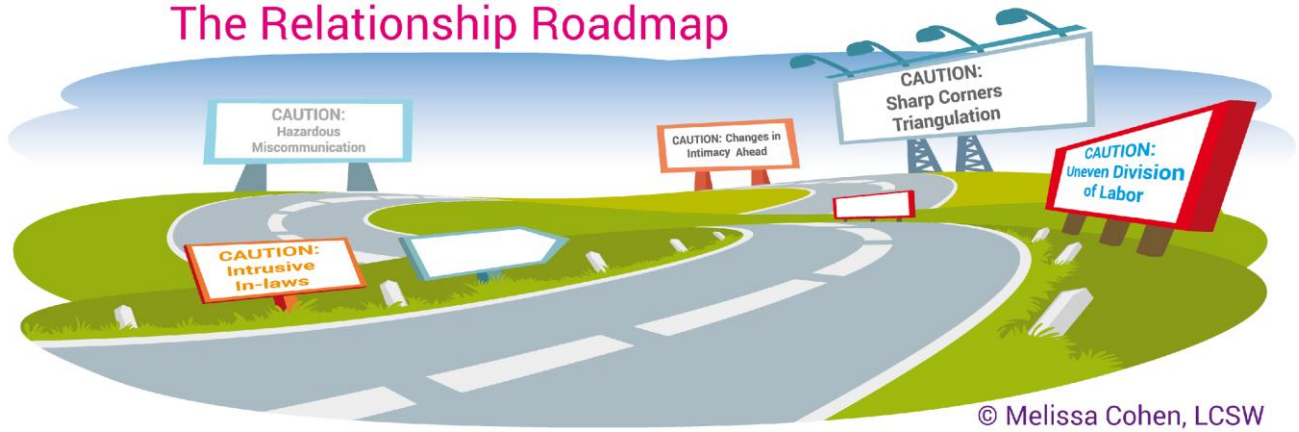 The Relationship Roadmap
CAUTION:
Hazardous
Miscommunication
CAUTION: Changes in
Intimacy Ahead
CAUTION:
Sharp Corners
Triangulation
CAUTION:
Uneven Division
of Labor
CAUTION:
Intrusive
In-laws
© Melissa Cohen, LCSW